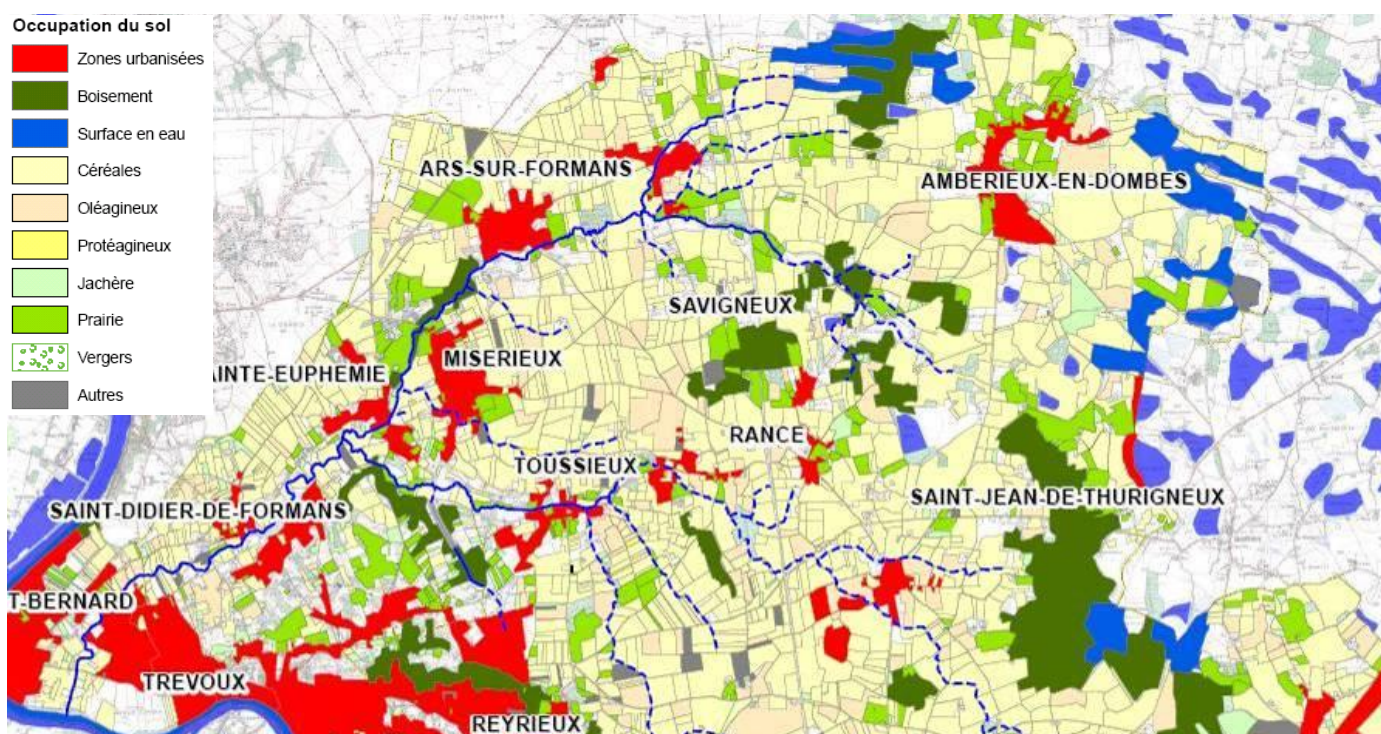 Occupation du sol
Zones urbanisées
Boisement
Surface en eau
Céréales
Oléagineux
Protéagineux
Jachère
Prairie
Vergers
Autres
ARS-SUR-FORMANS
AMBERIEUX-EN-DOMBES
SAVIGNEUX
MISERIEUX
AINTE-EUPHEMIE
RANCE
TOUSSIEUX
SAINT-JEAN-DE-THURIGNEUX
SAINT-DIDIER-DE-FORMANS
T-BERNARD
TREVOUX
REYRIEUX